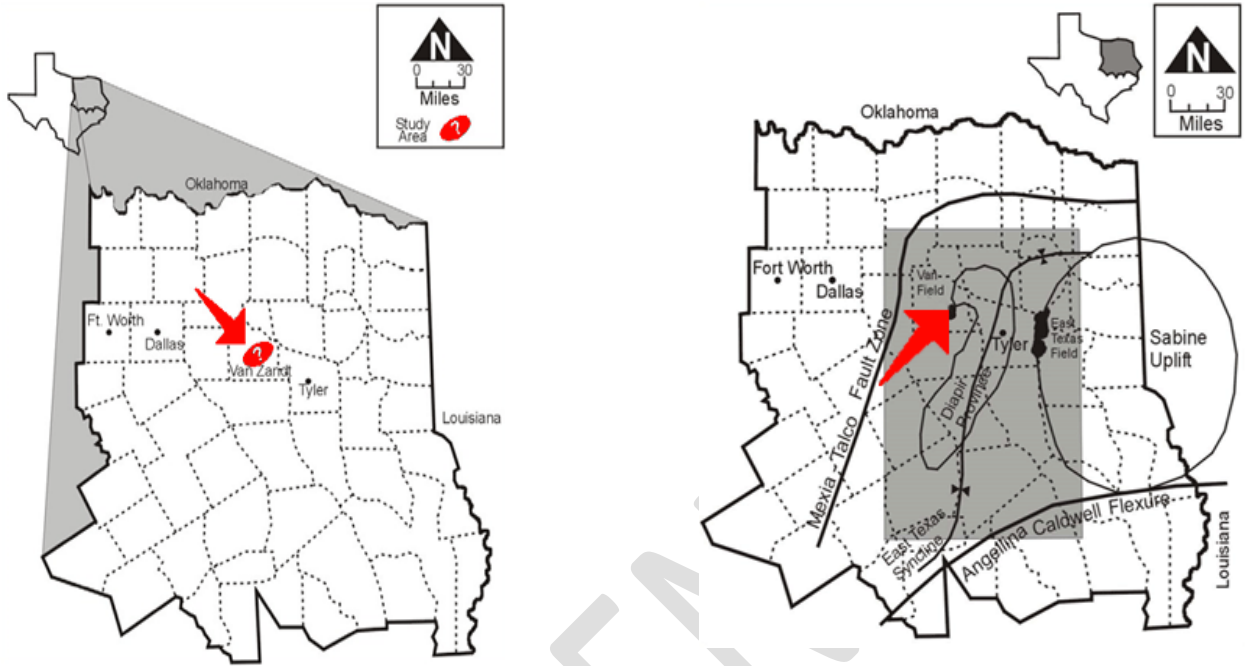 N
0 30
Miles
Study
Area
?
Oklahoma
Ft. Worth
Dallas
?
Van Zandt
Tyler
Louisiana
N
0 30
Miles
Oklahoma
Fort Worth
Dallas
Van
Field
Tyler
East
Texas
Field
Sabine
Uplift
Mexia - Talco Fault Zone
Diapir
Province
East Texas
Syncline
Angellina Caldwell Flexure
Louisiana